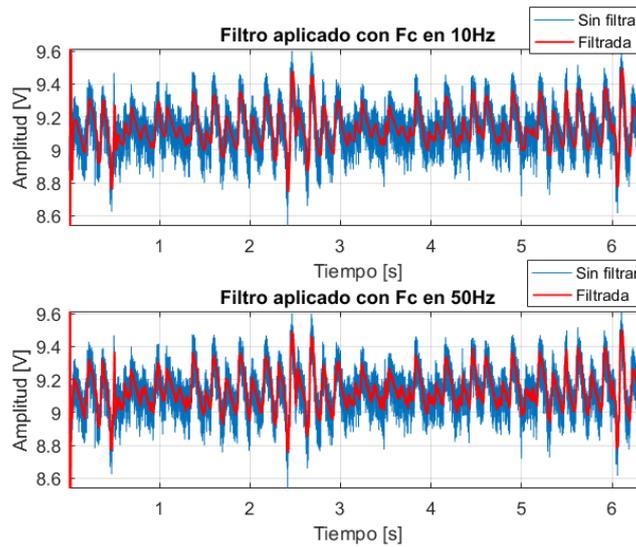 Filtro aplicado con Fc en 10Hz
Sin filtra
Filtrada
Amplitud [V]
9.6
9.4
9.2
9
8.8
8.6
1 2 3 4 5 6
Tiempo [s]
Filtro aplicado con Fc en 50Hz
Sin filtrar
Filtrada
Amplitud [V]
9.6
9.4
9.2
9
8.8
8.6
1 2 3 4 5 6
Tiempo [s]